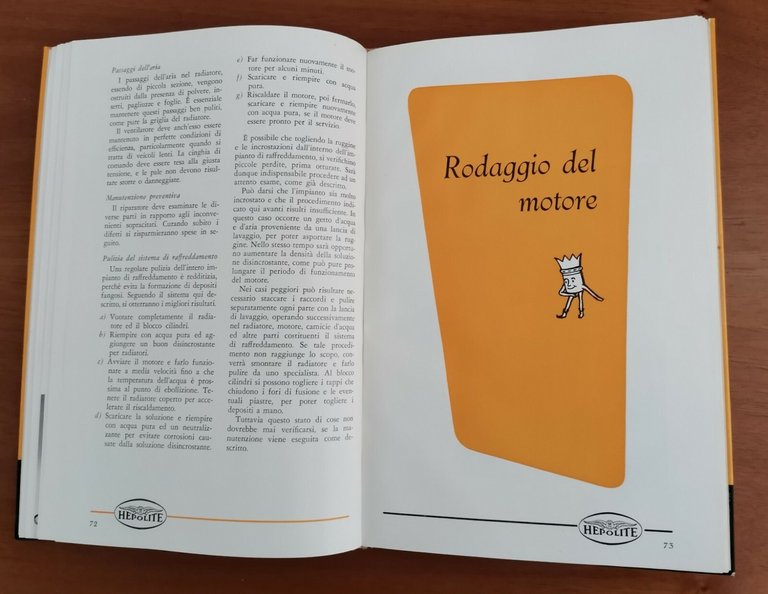 Passaggi dell'aria
I passaggi dell'aria nel radiatore,
essendo di piccola sezione, vengono
ostruiti dalla presenza di polvere, in-
setti, pagliuzze e foglie. È essenziale
mantenere questi passaggi ben puliti,
come pure la griglia del radiatore.
Il ventilatore deve anch'esso essere
mantenuto in perfette condizioni di
efficienza, particolarmente quando si
tratta di veicoli lenti. La cinghia di
comando deve essere tesa alla giusta
tensione, e le pale non devono risul-
tare storte o danneggiate.
Manutenzione preventiva
Il riparatore deve esaminare le di-
verse parti in rapporto agli inconve-
nienti sopracitati. Curando subito i
difetti si risparmieranno spese in se-
guito.
Pulizia del sistema di raffreddamento
Una regolare pulizia dell'intero im-
pianto di raffreddamento è redditizia,
perchè evita la formazione di depositi
fangosi. Seguendo il sistema qui de-
scritto, si otterranno i migliori risultati.
a) Vuotare completamente il radia-
tore ed il blocco cilindri.
b) Riempire con acqua pura ed ag-
giungere un buon disincrostante
per radiatori.
c) Avviare il motore e farlo funzio-
nare a media velocità fino a che
la temperatura dell'acqua è pros-
sima al punto di ebollizione. Te-
nere il radiatore coperto per acce-
lerare il riscaldamento.
d) Scaricare la soluzione e riempire
con acqua pura ed un neutraliz-
zante per evitare corrosioni cau-
sate dalla soluzione disincrostante.
e) Far funzionare nuovamente il mo-
tore per alcuni minuti.
f) Scaricare e riempire con acqua
pura.
g) Riscaldare il motore, poi fermarlo,
scaricare e riempire nuovamente
con acqua pura, se il motore deve
essere pronto per il servizio.
È possibile che togliendo la ruggine
e le incrostazioni dall'interno dell'im-
pianto di raffreddamento, si verifichino
piccole perdite, prima otturate. Sarà
dunque indispensabile procedere ad un
attento esame, come già descritto.
Può darsi che l'impianto sia molto
incrostato e che il procedimento indi-
cato qui avanti risulti insufficiente. In
questo caso occorre un getto d'acqua
e d'aria proveniente da una lancia di
lavaggio, per poter asportare la rug-
gine. Nello stesso tempo sarà opportu-
no aumentare la densità della soluzione
disincrostante, come può pure prolun-
gare il periodo di funzionamento
del motore.
Nei casi peggiori può risultare ne-
cessario staccare i raccordi e pulire
separatamente ogni parte con la lancia
di lavaggio, operando successivamente
nel radiatore, motore, camicie d'acqua
ed altre parti costituenti il sistema
di raffreddamento. Se tale procedi-
mento non raggiunge lo scopo, con-
verrà smontare il radiatore e farlo
pulire da uno specialista. Al blocco
cilindri si possono togliere i tappi che
chiudono i fori di fusione e le even-
tuali piastre, per poter togliere i
depositi a mano.
Tuttavia questo stato di cose non
dovrebbe mai verificarsi, se la ma-
nutenzione viene eseguita come de-
scritto.
72
HEPOLITE
Rodaggio del
motore
HEPOLITE
73